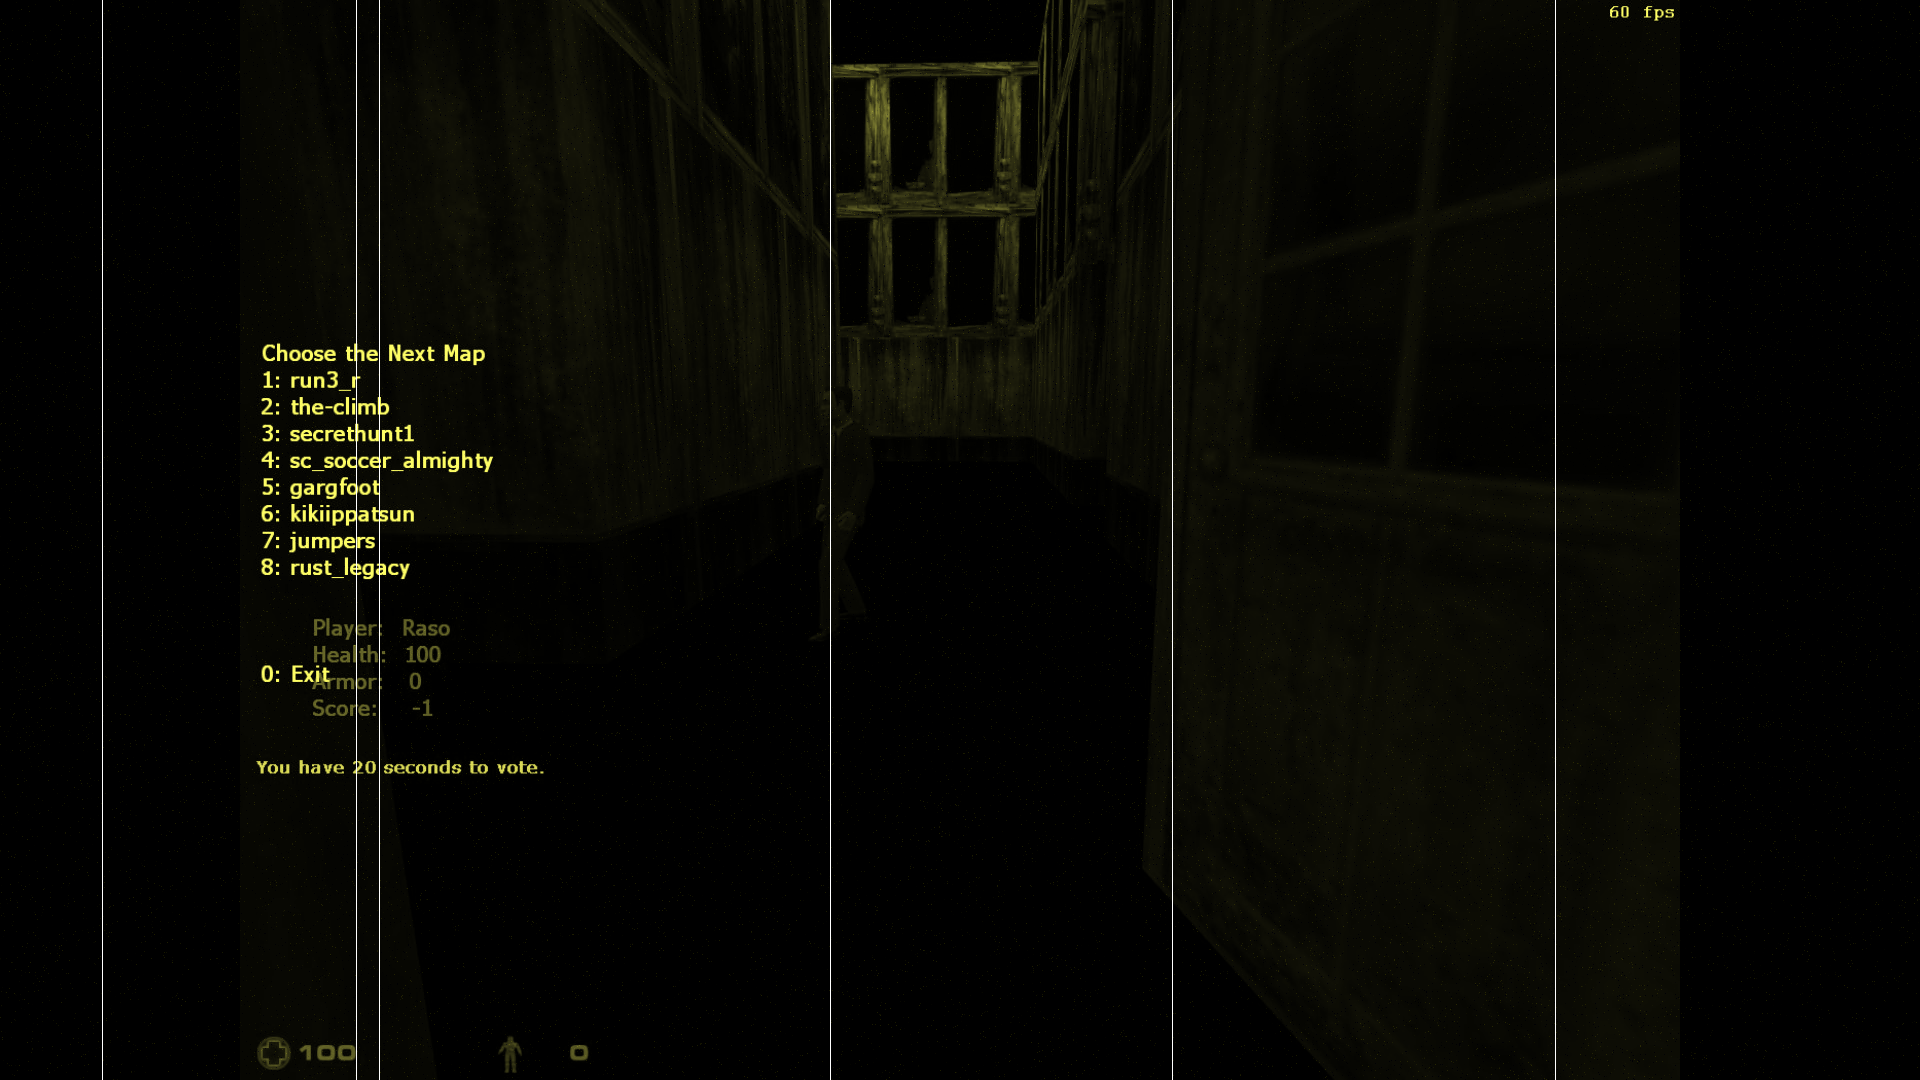 60 fps
Choose the Next Map
1: run3_r
2: the-climb
3: secrethunt1
4: sc_soccer_almighty
5: gargfoot
6: kikiippatsun
7: jumpers
8: rust_legacy
Player: Raso
Health: 100
0: Exit
Armor: 0
Score: -1
You have 20 seconds to vote.
100
0